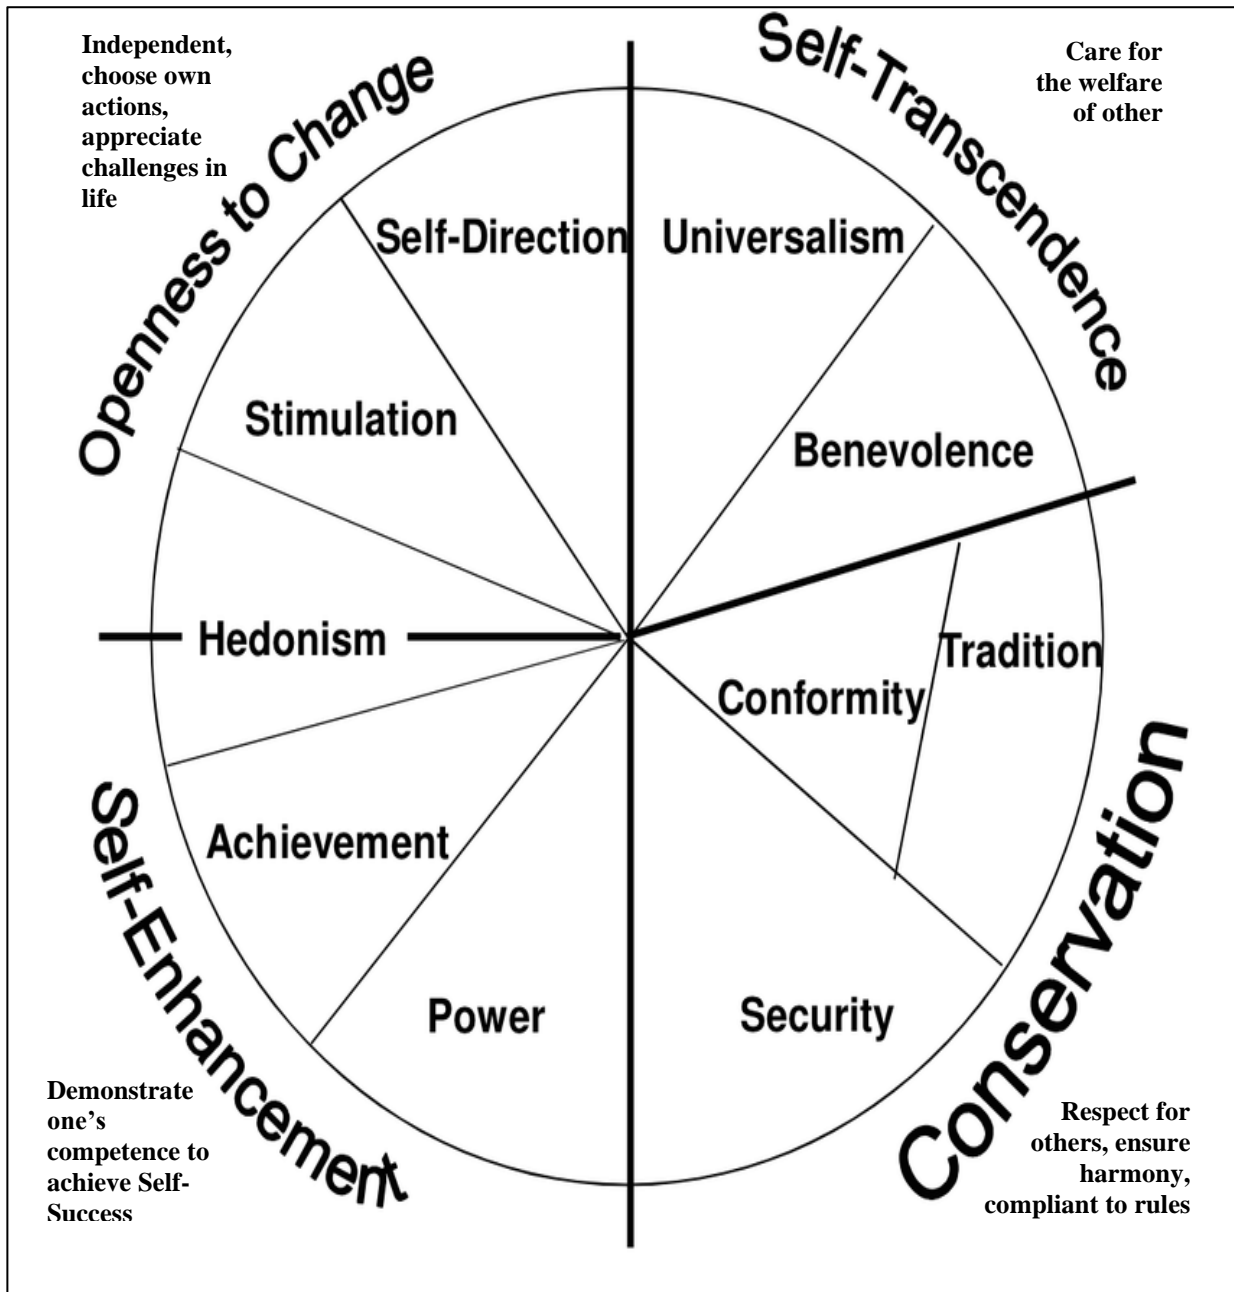 Independent,
choose own
actions,
appreciate
challenges in
life
Openness to Change
Self-Transcendence
Care for
the welfare
of other
Self-Direction
Universalism
Stimulation
Benevolence
Hedonism
Tradition
Conformity
Achievement
Power
Security
Self-Enhancement
Conservation
Demonstrate
one's
competence to
achieve Self-
Success
Respect for
others, ensure
harmony,
compliant to rules